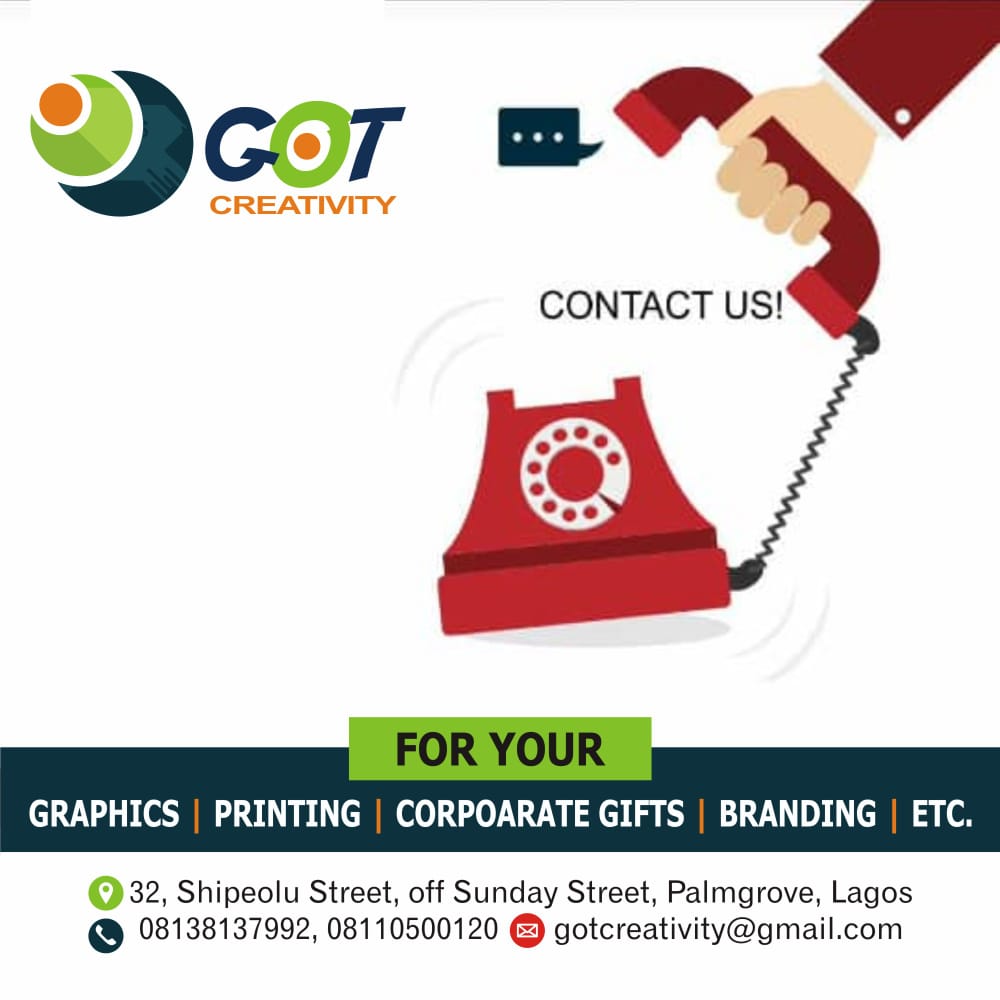 GOT
CREATIVITY
CONTACT US!
FOR YOUR
GRAPHICS | PRINTING | CORPOARATE GIFTS | BRANDING | ETC.
32, Shipeolu Street, off Sunday Street, Palmgrove, Lagos
08138137992, 08110500120 gotcreativity@gmail.com